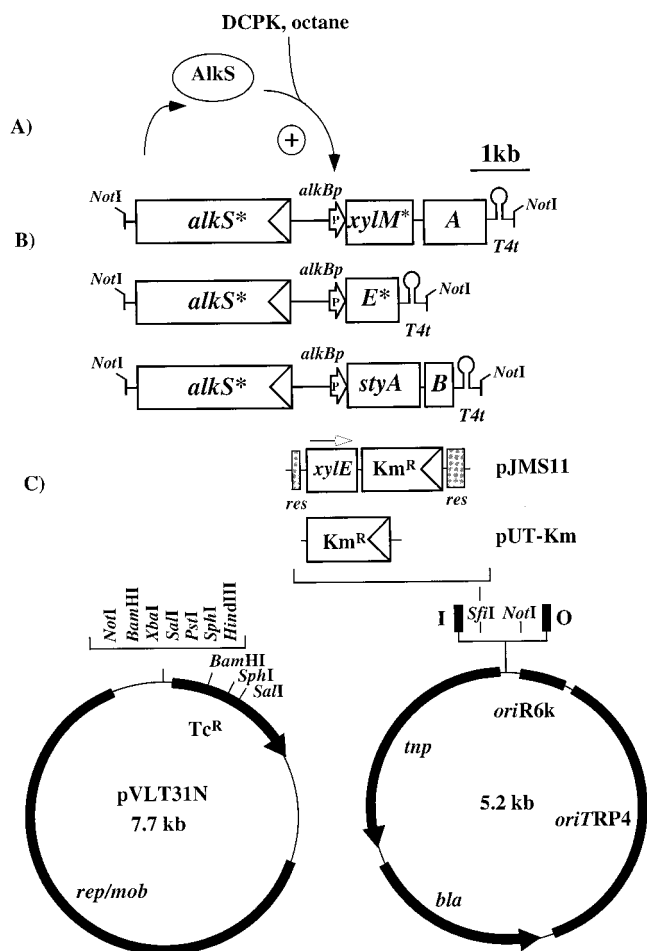 DCPK, octane
AlkS
A)
+
1kb
NotI
alkBp
NotI
alkS*
P
xylM*
A
T4t
B)
NotI
alkBp
NotI
alkS*
P
E*
T4t
NotI
alkBp
NotI
alkS*
P
styA
B
T4t
C)
xylE
KmR
pJMS11
res
res
KmR
pUT-Km
NotI
BamHI
XbaI
SalI
PstI
SphI
HindIII
I
SfiI
NotI
O
BamHI
SphI
SalI
TcR
oriR6k
tnp
pVLT31N
7.7 kb
5.2 kb
oriTRP4
rep/mob
bla